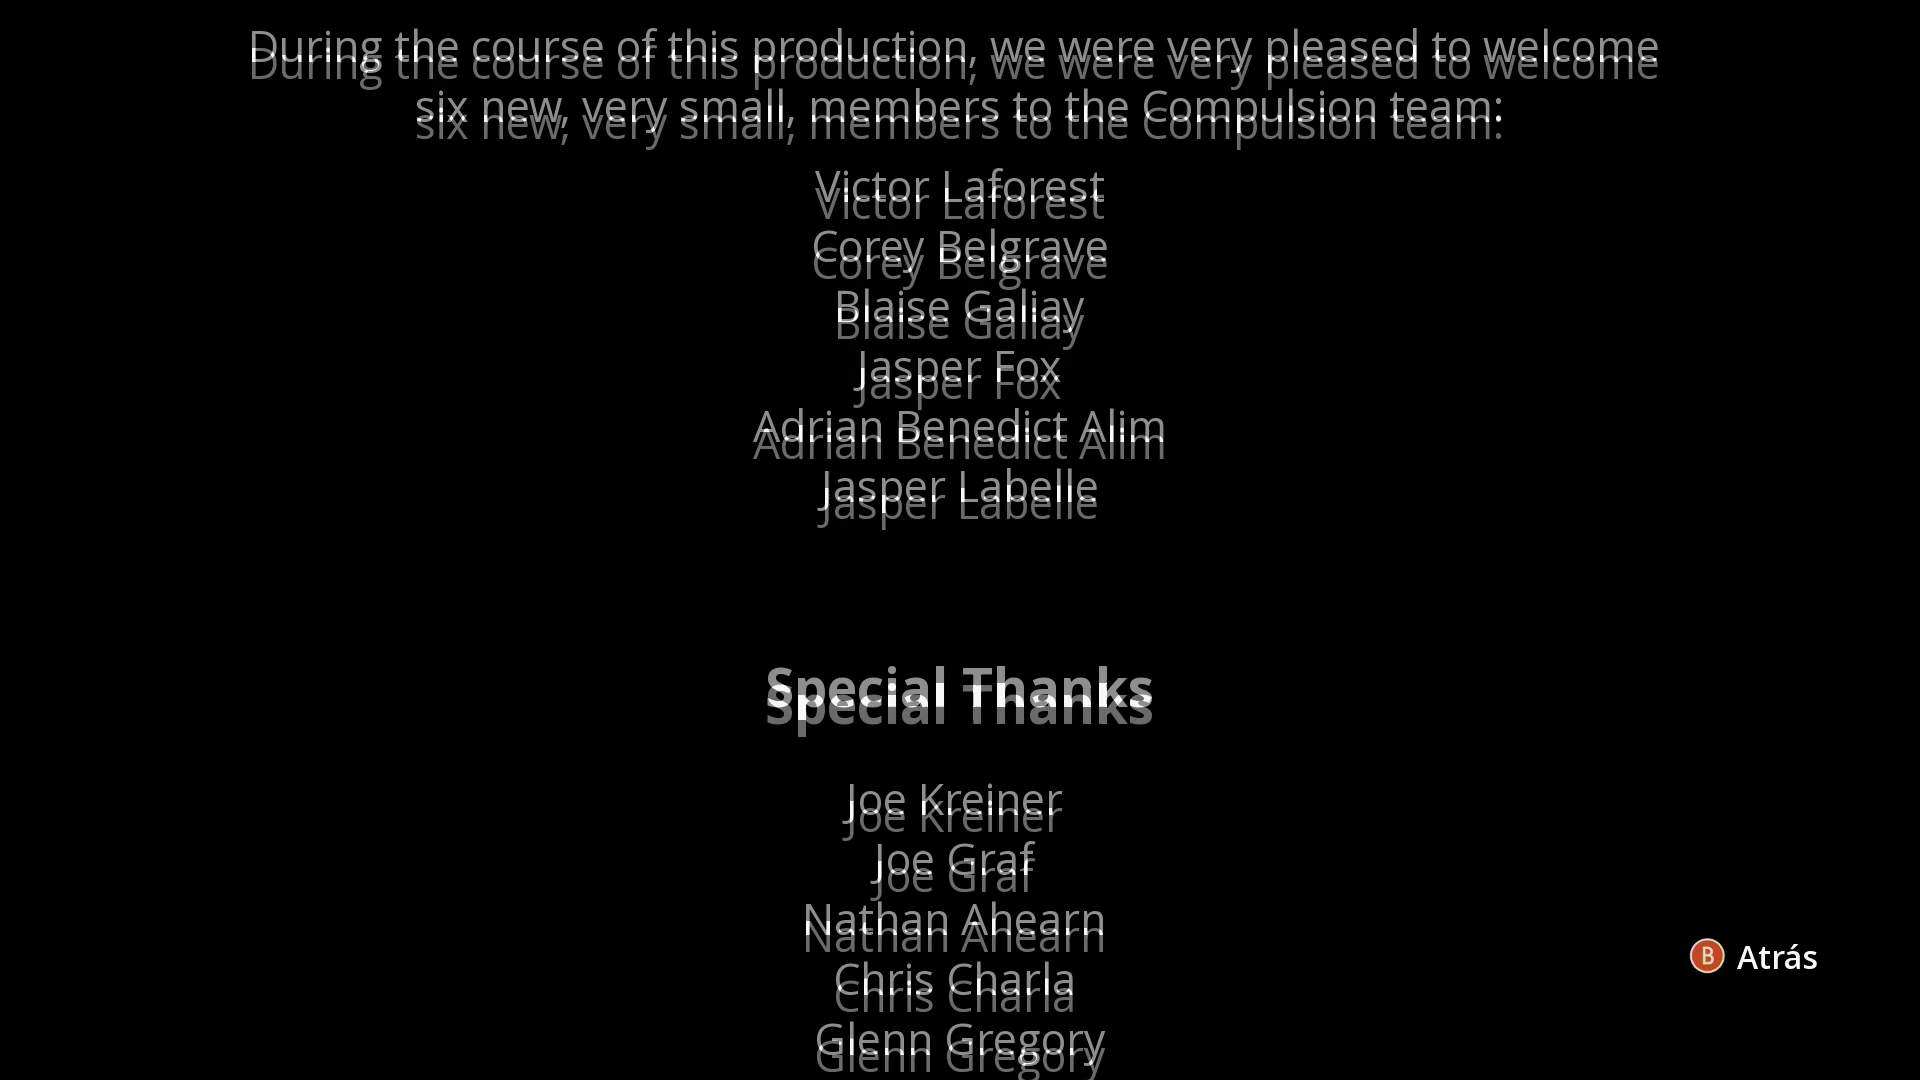 During the course of this production, we were very pleased to welcome
six new, very small, members to the Compulsion team:
Victor Laforest
Corey Belgrave
Blaise Galiay
Jasper Fox
Adrian Benedict Alim
Jasper Labelle
Special Thanks
Joe Kreiner
Joe Graf
Nathan Ahearn
Chris Charla
B Atrás
Glenn Gregory